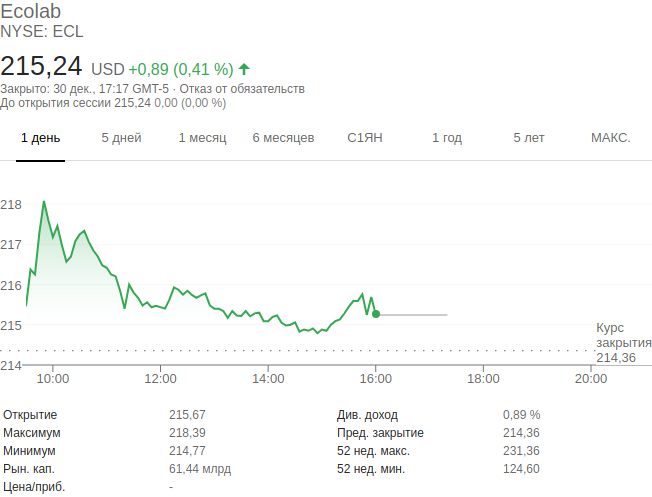 Ecolab
NYSE: ECL
215,24 USD +0,89 (0,41 %)
Закрыто: 30 дек., 17:17 GMT-5 · Отказ от обязательств
До открытия сессии 215,24 0,00 (0,00 %)
1 день 5 дней 1 месяц 6 месяцев С1ЯН 1 год 5 лет МАКС.
218
217
216
215
214
Курс
закрытия
214,36
10:00 12:00 14:00 16:00 18:00 20:00
Открытие 215,67 Див. доход 0,89 %
Максимум 218,39 Пред. закрытие 214,36
Минимум 214,77 52 нед. макс. 231,36
Рын. кап. 61,44 млрд 52 нед. мин. 124,60
Цена/приб. -